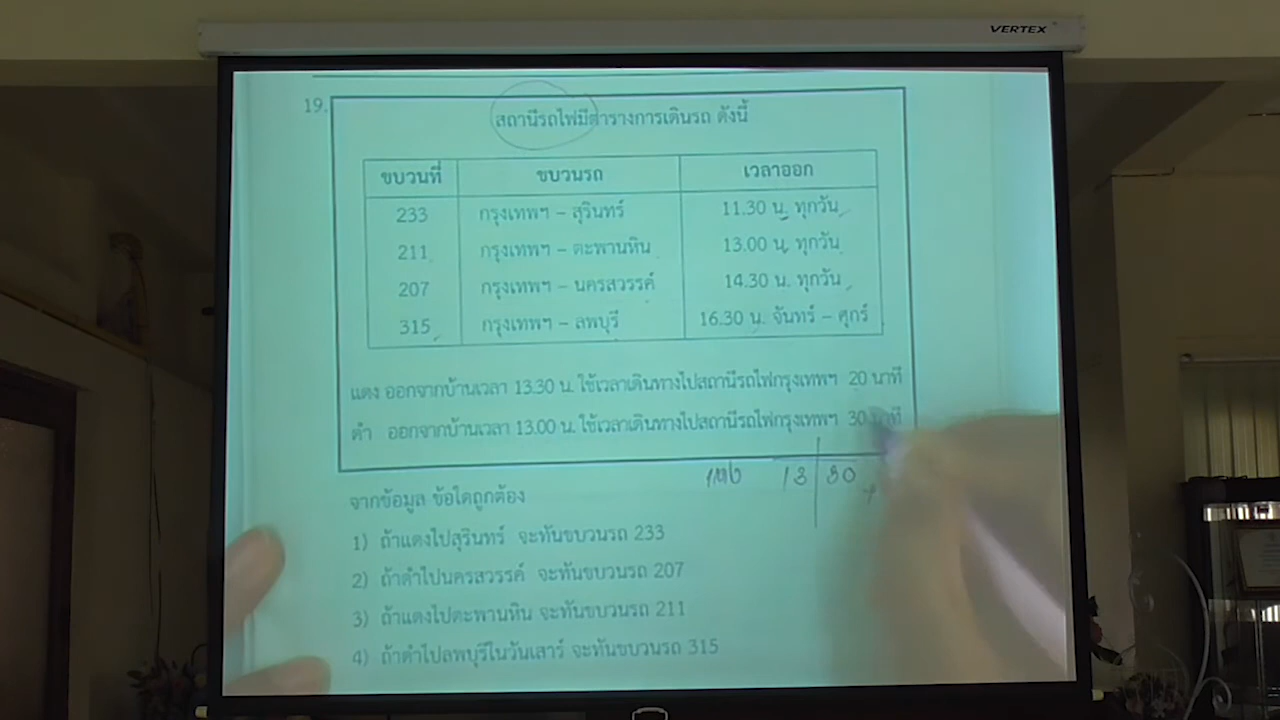 VERTEX
19.
สถานีรถไฟมีตารางการเดินรถ ดังนี้
ขบวนที่ ขบวนรถ เวลาออก
233 กรุงเทพฯ – สุรินทร์ 11.30 น. ทุกวัน
211 กรุงเทพฯ – ตะพานหิน 13.00 น. ทุกวัน
207 กรุงเทพฯ – นครสวรรค์ 14.30 น. ทุกวัน
315 กรุงเทพฯ – ลพบุรี 16.30 น. จันทร์ – ศุกร์
แดง ออกจากบ้านเวลา 13.30 น. ใช้เวลาเดินทางไปสถานีรถไฟกรุงเทพฯ 20 นาที
ดำ ออกจากบ้านเวลา 13.00 น. ใช้เวลาเดินทางไปสถานีรถไฟกรุงเทพฯ 30 นาที
แดง 13 30 +
จากข้อมูล ข้อใดถูกต้อง
1) ถ้าแดงไปสุรินทร์ จะทันขบวนรถ 233
2) ถ้าดำไปนครสวรรค์ จะทันขบวนรถ 207
3) ถ้าแดงไปตะพานหิน จะทันขบวนรถ 211
4) ถ้าดำไปลพบุรีในวันเสาร์ จะทันขบวนรถ 315